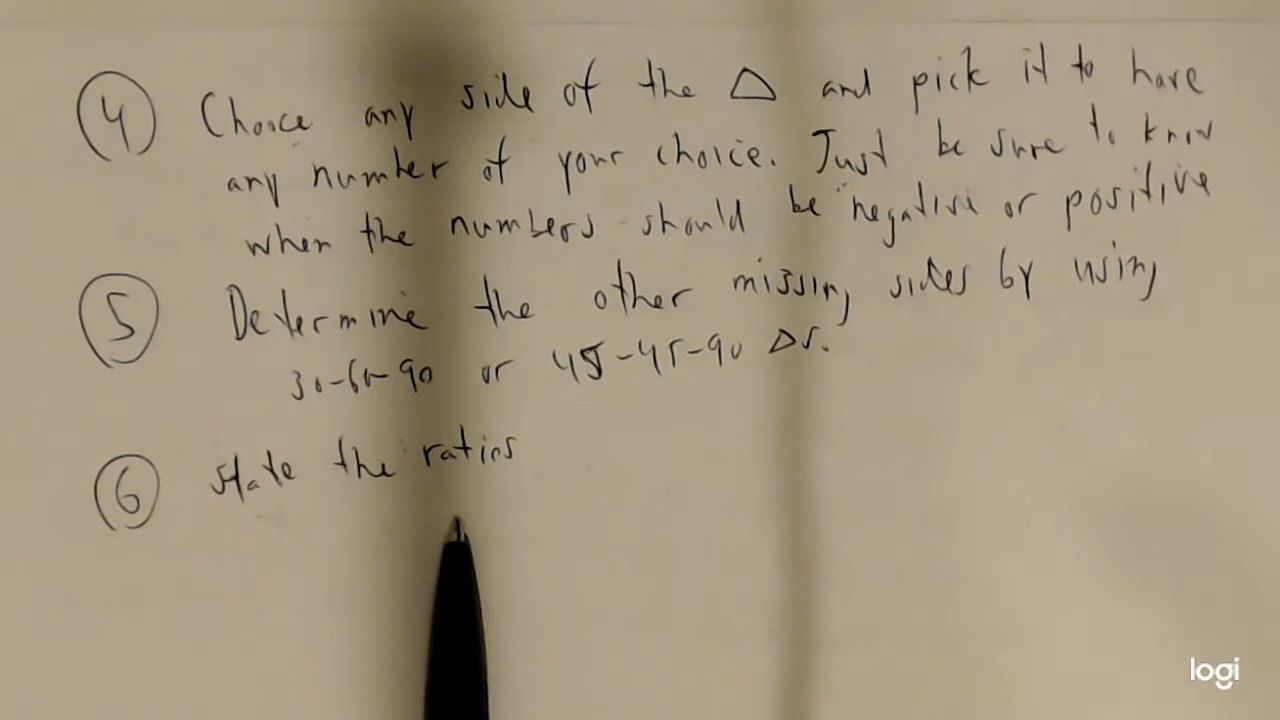 ④ Choice any side of the △ and pick it to have
any number of your choice. Just be sure to know
when the numbers should be negative or positive
⑤ Determine the other missing sides by using
30-60-90 or 45-45-90 △s.
⑥ State the ratios
logi